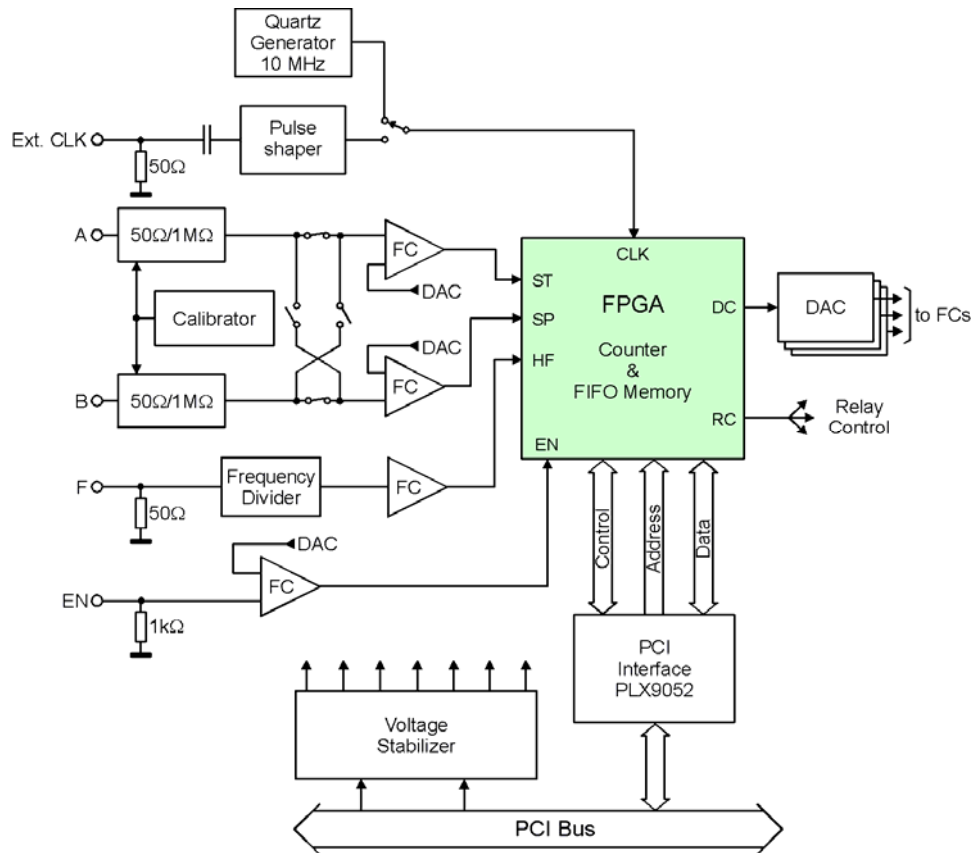 Quartz
Generator
10 MHz
Ext. CLK
Pulse
shaper
50Ω
A
50Ω/1MΩ
FC
DAC
Calibrator
DAC
FC
B
50Ω/1MΩ
CLK
ST
FPGA
DC
SP
HF
Counter
&
FIFO Memory
RC
EN
DAC
to FCs
Relay
Control
F
Frequency
Divider
FC
50Ω
DAC
FC
EN
1kΩ
Control
Address
Data
PCI
Interface
PLX9052
Voltage
Stabilizer
PCI Bus